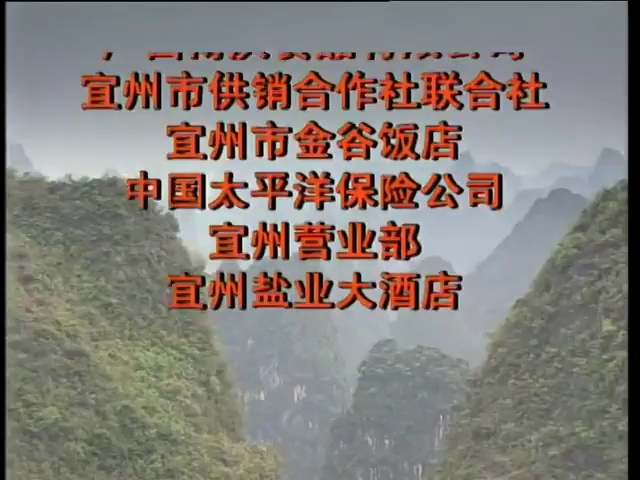 宜州市供销合作社联合社
宜州市金谷饭店
中国太平洋保险公司
宜州营业部
宜州盐业大酒店